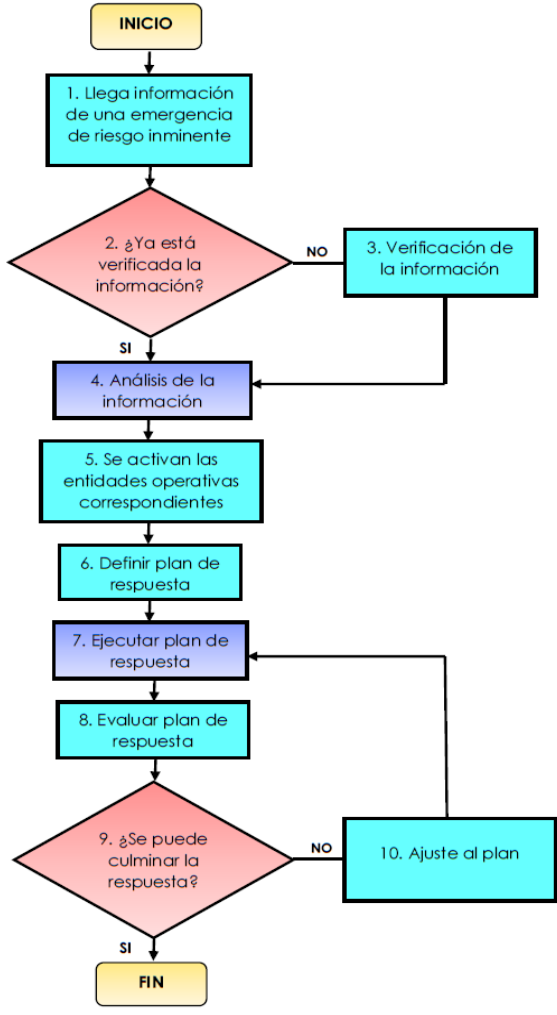 INICIO
1. Llega información
de una emergencia
de riesgo inminente
2. ¿Ya está
verificada la
información?
NO
3. Verificación de
la información
SI
4. Análisis de la
información
5. Se activan las
entidades operativas
correspondientes
6. Definir plan de
respuesta
7. Ejecutar plan de
respuesta
8. Evaluar plan de
respuesta
9. ¿Se puede
culminar la
respuesta?
NO
10. Ajuste al plan
SI
FIN